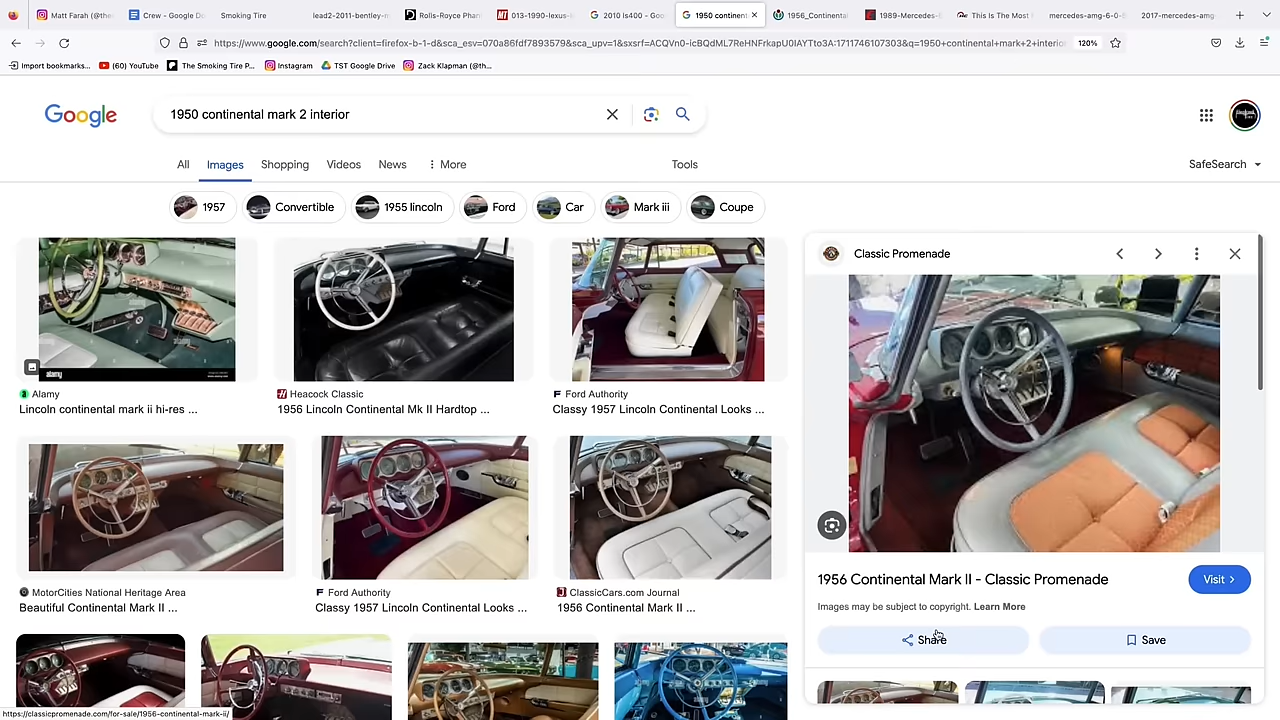 Matt Farah (@the
Crew - Google Do
Smoking Tire
lead2-2011-bentley-m
Rolls-Royce Phan
013-1990-lexus-
2010 ls400 - Goo
1950 continent
1956_Continental
1989-Mercedes-
This Is The Most
mercedes-amg-6-0-
2017-mercedes-amg
https://www.google.com/search?client=firefox-b-1-d&sca_esv=070a86fdf7893579&sca_upv=1&sxsrf=ACQVn0-icBQdML7ReHNFrkapU0IAYTto3A:1711746107303&q=1950+continental+mark+2+interior
120%
Import bookmarks...
(60) YouTube
The Smoking Tire P...
Instagram
TST Google Drive
Zack Klapman (@th...
Google
1950 continental mark 2 interior
All
Images
Shopping
Videos
News
More
Tools
SafeSearch
1957
Convertible
1955 lincoln
Ford
Car
Mark iii
Coupe
alamy
Alamy
Lincoln continental mark ii hi-res ...
Heacock Classic
1956 Lincoln Continental Mk II Hardtop ...
Ford Authority
Classy 1957 Lincoln Continental Looks ...
MotorCities National Heritage Area
Beautiful Continental Mark II ...
Ford Authority
Classy 1957 Lincoln Continental Looks ...
ClassicCars.com Journal
1956 Continental Mark II ...
Classic Promenade
1956 Continental Mark II - Classic Promenade
Visit
Images may be subject to copyright. Learn More
Share
Save
https://classicpromenade.com/for-sale/1956-continental-mark-ii/